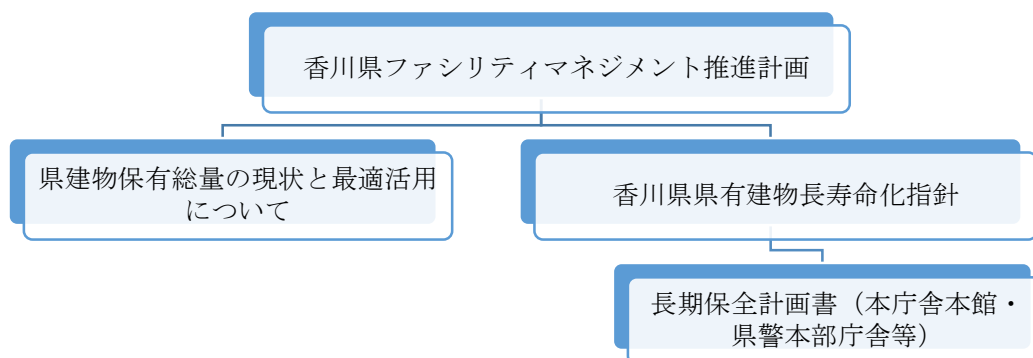 香川県ファシリティマネジメント推進計画
県建物保有総量の現状と最適活用
について
香川県県有建物長寿命化指針
長期保全計画書（本庁舎本館・
県警本部庁舎等）